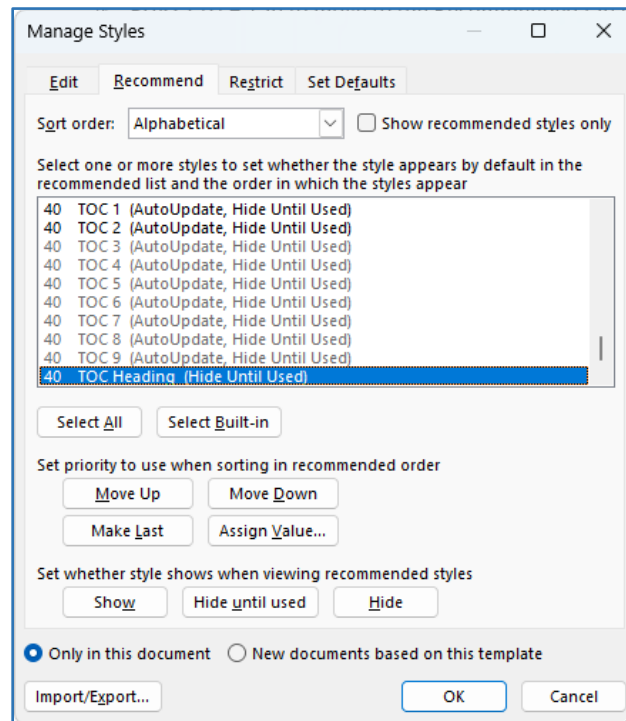 Manage Styles
Edit Recommend Restrict Set Defaults
Sort order: Alphabetical Show recommended styles only
Select one or more styles to set whether the style appears by default in the
recommended list and the order in which the styles appear
40 TOC 1 (AutoUpdate, Hide Until Used)
40 TOC 2 (AutoUpdate, Hide Until Used)
40 TOC 3 (AutoUpdate, Hide Until Used)
40 TOC 4 (AutoUpdate, Hide Until Used)
40 TOC 5 (AutoUpdate, Hide Until Used)
40 TOC 6 (AutoUpdate, Hide Until Used)
40 TOC 7 (AutoUpdate, Hide Until Used)
40 TOC 8 (AutoUpdate, Hide Until Used)
40 TOC 9 (AutoUpdate, Hide Until Used)
40 TOC Heading (Hide Until Used)
Select All Select Built-in
Set priority to use when sorting in recommended order
Move Up Move Down
Make Last Assign Value...
Set whether style shows when viewing recommended styles
Show Hide until used Hide
Only in this document New documents based on this template
Import/Export... OK Cancel